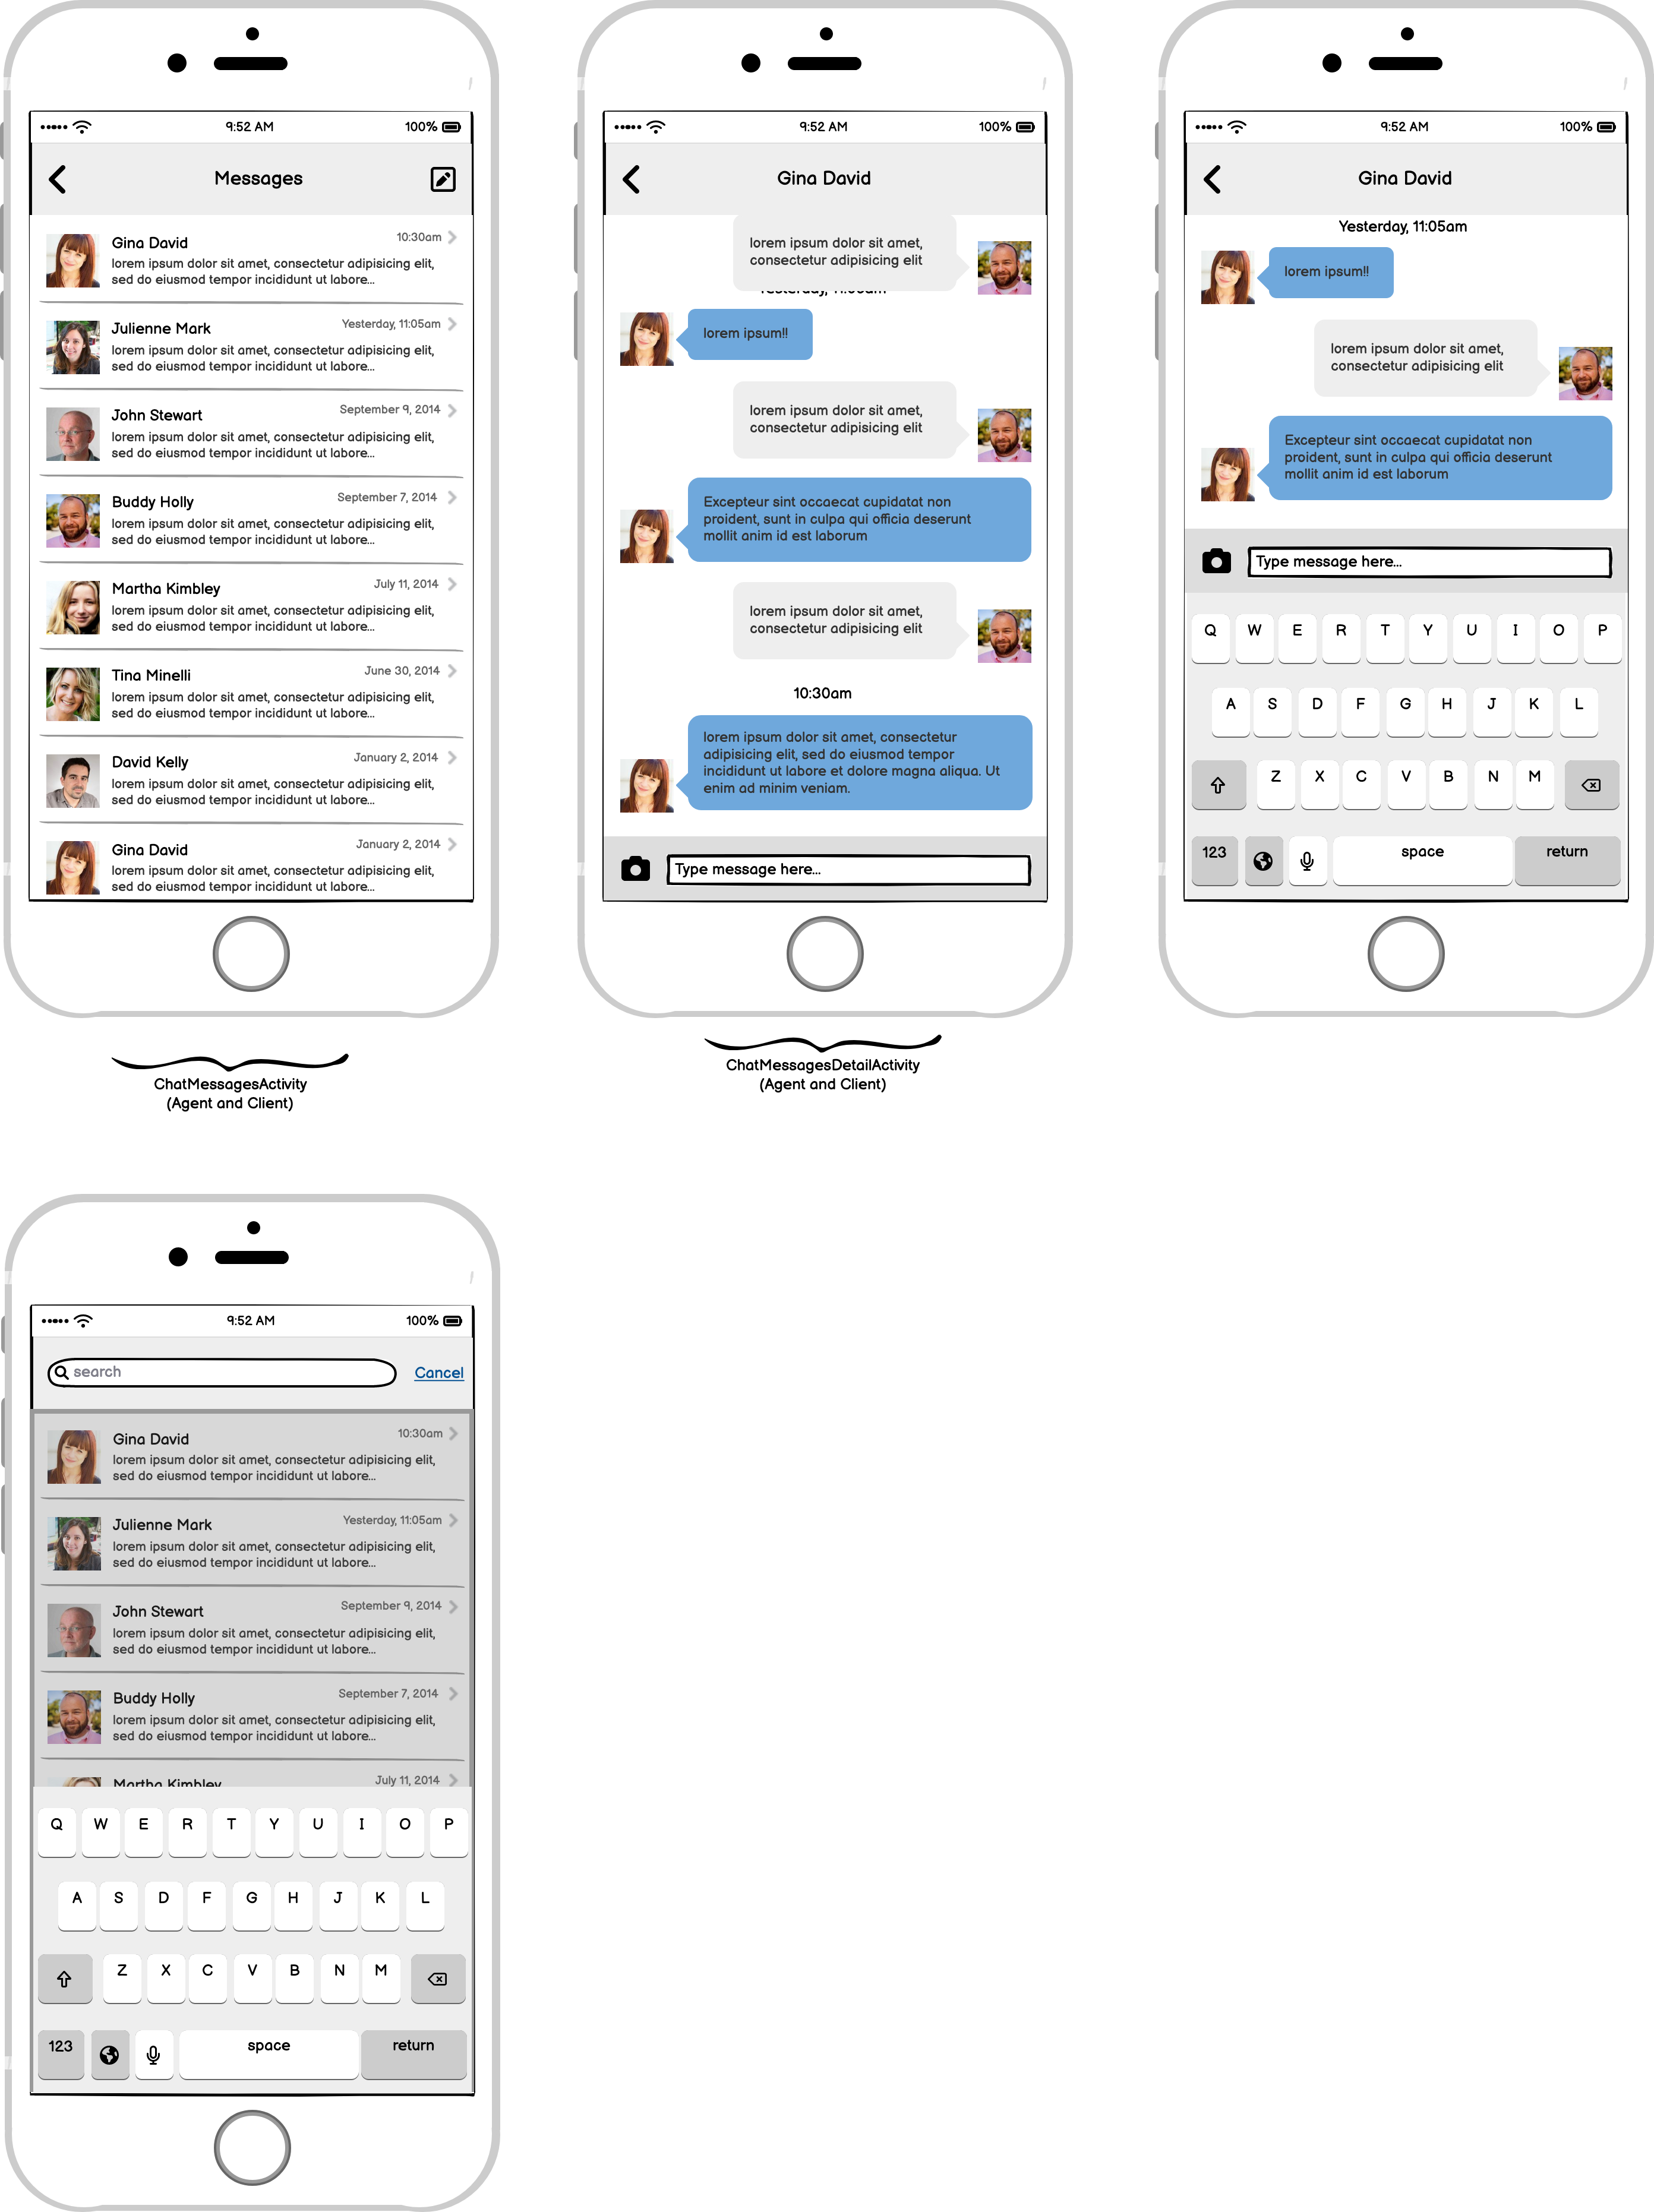 9:52 AM 100%
Messages
Gina David 10:30am
lorem ipsum dolor sit amet, consectetur adipisicing elit,
sed do eiusmod tempor incididunt ut labore...
Julienne Mark Yesterday, 11:05am
lorem ipsum dolor sit amet, consectetur adipisicing elit,
sed do eiusmod tempor incididunt ut labore...
John Stewart September 9, 2014
lorem ipsum dolor sit amet, consectetur adipisicing elit,
sed do eiusmod tempor incididunt ut labore...
Buddy Holly September 7, 2014
lorem ipsum dolor sit amet, consectetur adipisicing elit,
sed do eiusmod tempor incididunt ut labore...
Martha Kimbley July 11, 2014
lorem ipsum dolor sit amet, consectetur adipisicing elit,
sed do eiusmod tempor incididunt ut labore...
Tina Minelli June 30, 2014
lorem ipsum dolor sit amet, consectetur adipisicing elit,
sed do eiusmod tempor incididunt ut labore...
David Kelly January 2, 2014
lorem ipsum dolor sit amet, consectetur adipisicing elit,
sed do eiusmod tempor incididunt ut labore...
Gina David January 2, 2014
lorem ipsum dolor sit amet, consectetur adipisicing elit,
sed do eiusmod tempor incididunt ut labore...
ChatMessagesActivity
(Agent and Client)
9:52 AM 100%
Gina David
lorem ipsum dolor sit amet,
consectetur adipisicing elit
Yesterday, 11:05am
lorem ipsum!!
lorem ipsum dolor sit amet,
consectetur adipisicing elit
Excepteur sint occaecat cupidatat non
proident, sunt in culpa qui officia deserunt
mollit anim id est laborum
lorem ipsum dolor sit amet,
consectetur adipisicing elit
10:30am
lorem ipsum dolor sit amet, consectetur
adipisicing elit, sed do eiusmod tempor
incididunt ut labore et dolore magna aliqua. Ut
enim ad minim veniam.
Type message here...
ChatMessagesDetailActivity
(Agent and Client)
9:52 AM 100%
Gina David
Yesterday, 11:05am
lorem ipsum!!
lorem ipsum dolor sit amet,
consectetur adipisicing elit
Excepteur sint occaecat cupidatat non
proident, sunt in culpa qui officia deserunt
mollit anim id est laborum
Type message here...
Q W E R T Y U I O P
A S D F G H J K L
Z X C V B N M
123 space return
9:52 AM 100%
search Cancel
Gina David 10:30am
lorem ipsum dolor sit amet, consectetur adipisicing elit,
sed do eiusmod tempor incididunt ut labore...
Julienne Mark Yesterday, 11:05am
lorem ipsum dolor sit amet, consectetur adipisicing elit,
sed do eiusmod tempor incididunt ut labore...
John Stewart September 9, 2014
lorem ipsum dolor sit amet, consectetur adipisicing elit,
sed do eiusmod tempor incididunt ut labore...
Buddy Holly September 7, 2014
lorem ipsum dolor sit amet, consectetur adipisicing elit,
sed do eiusmod tempor incididunt ut labore...
Martha Kimbley July 11, 2014
Q W E R T Y U I O P
A S D F G H J K L
Z X C V B N M
123 space return